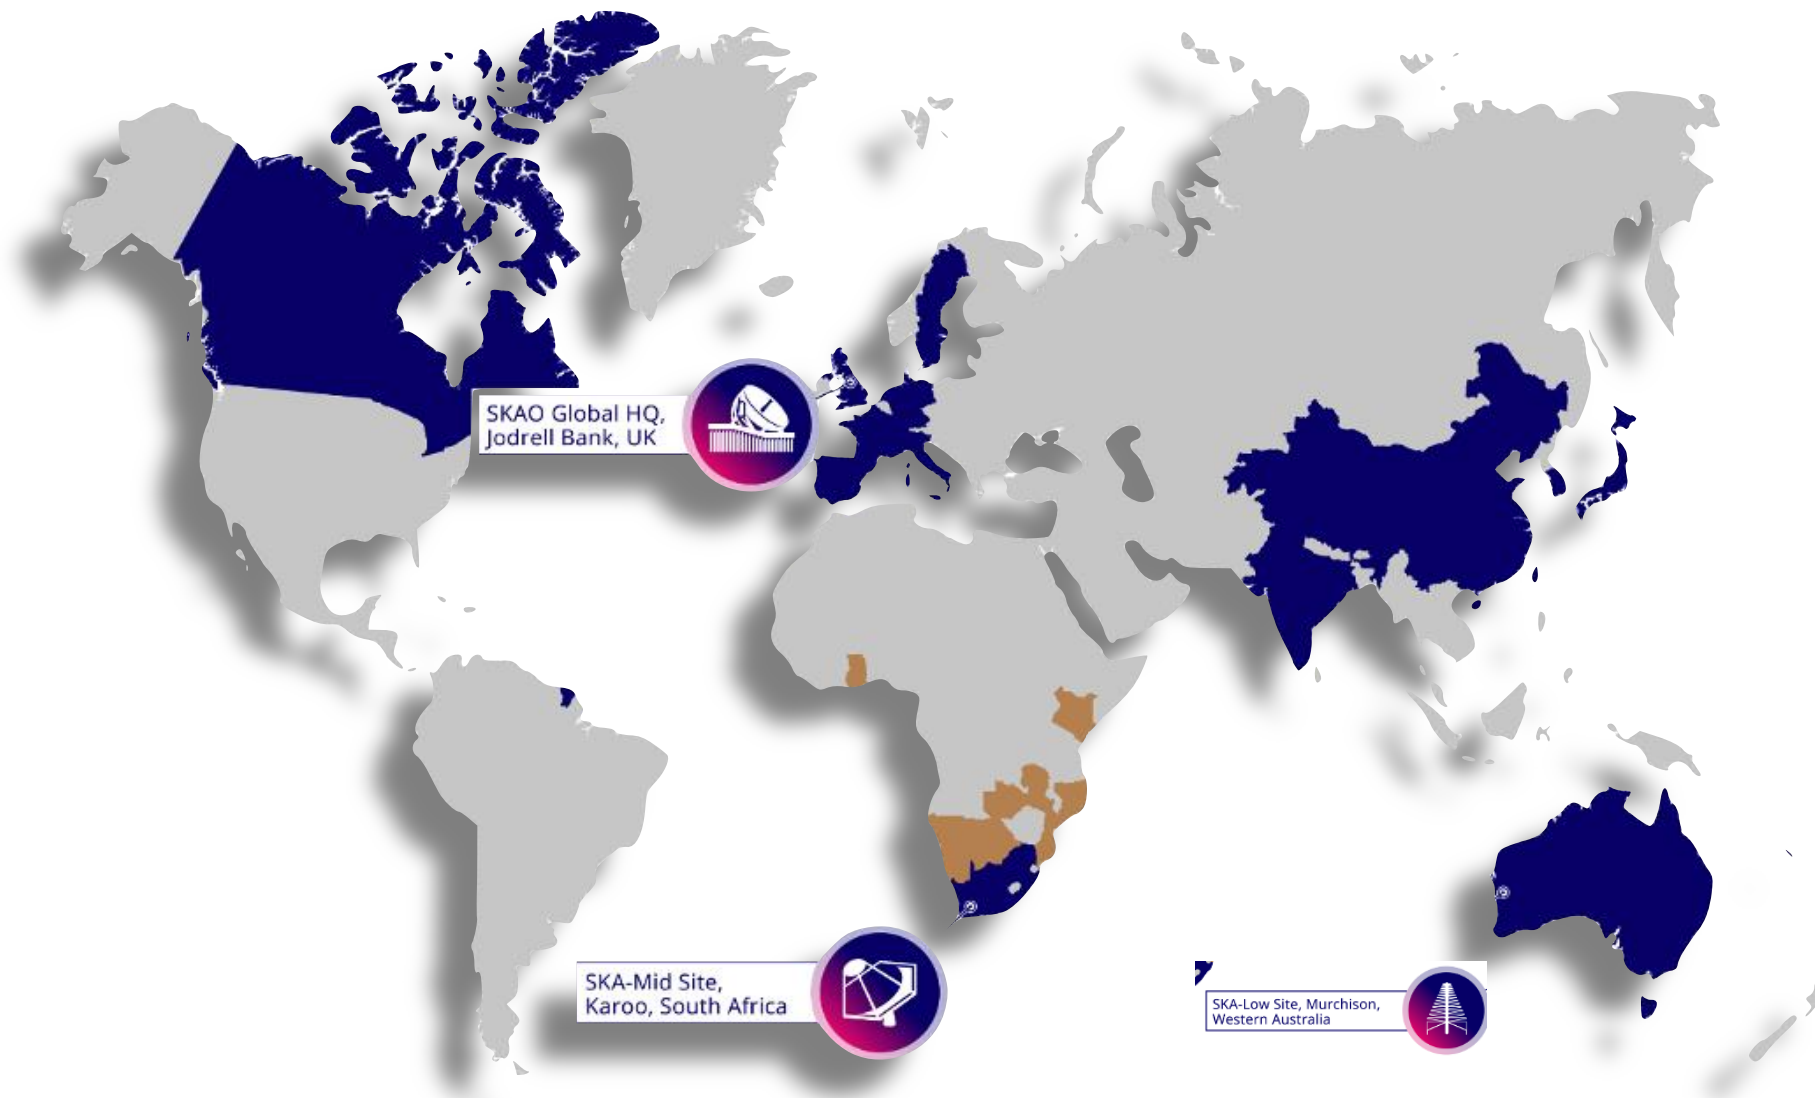 SKAO Global HQ,
Jodrell Bank, UK
SKA-Mid Site,
Karoo, South Africa
SKA-Low Site, Murchison,
Western Australia